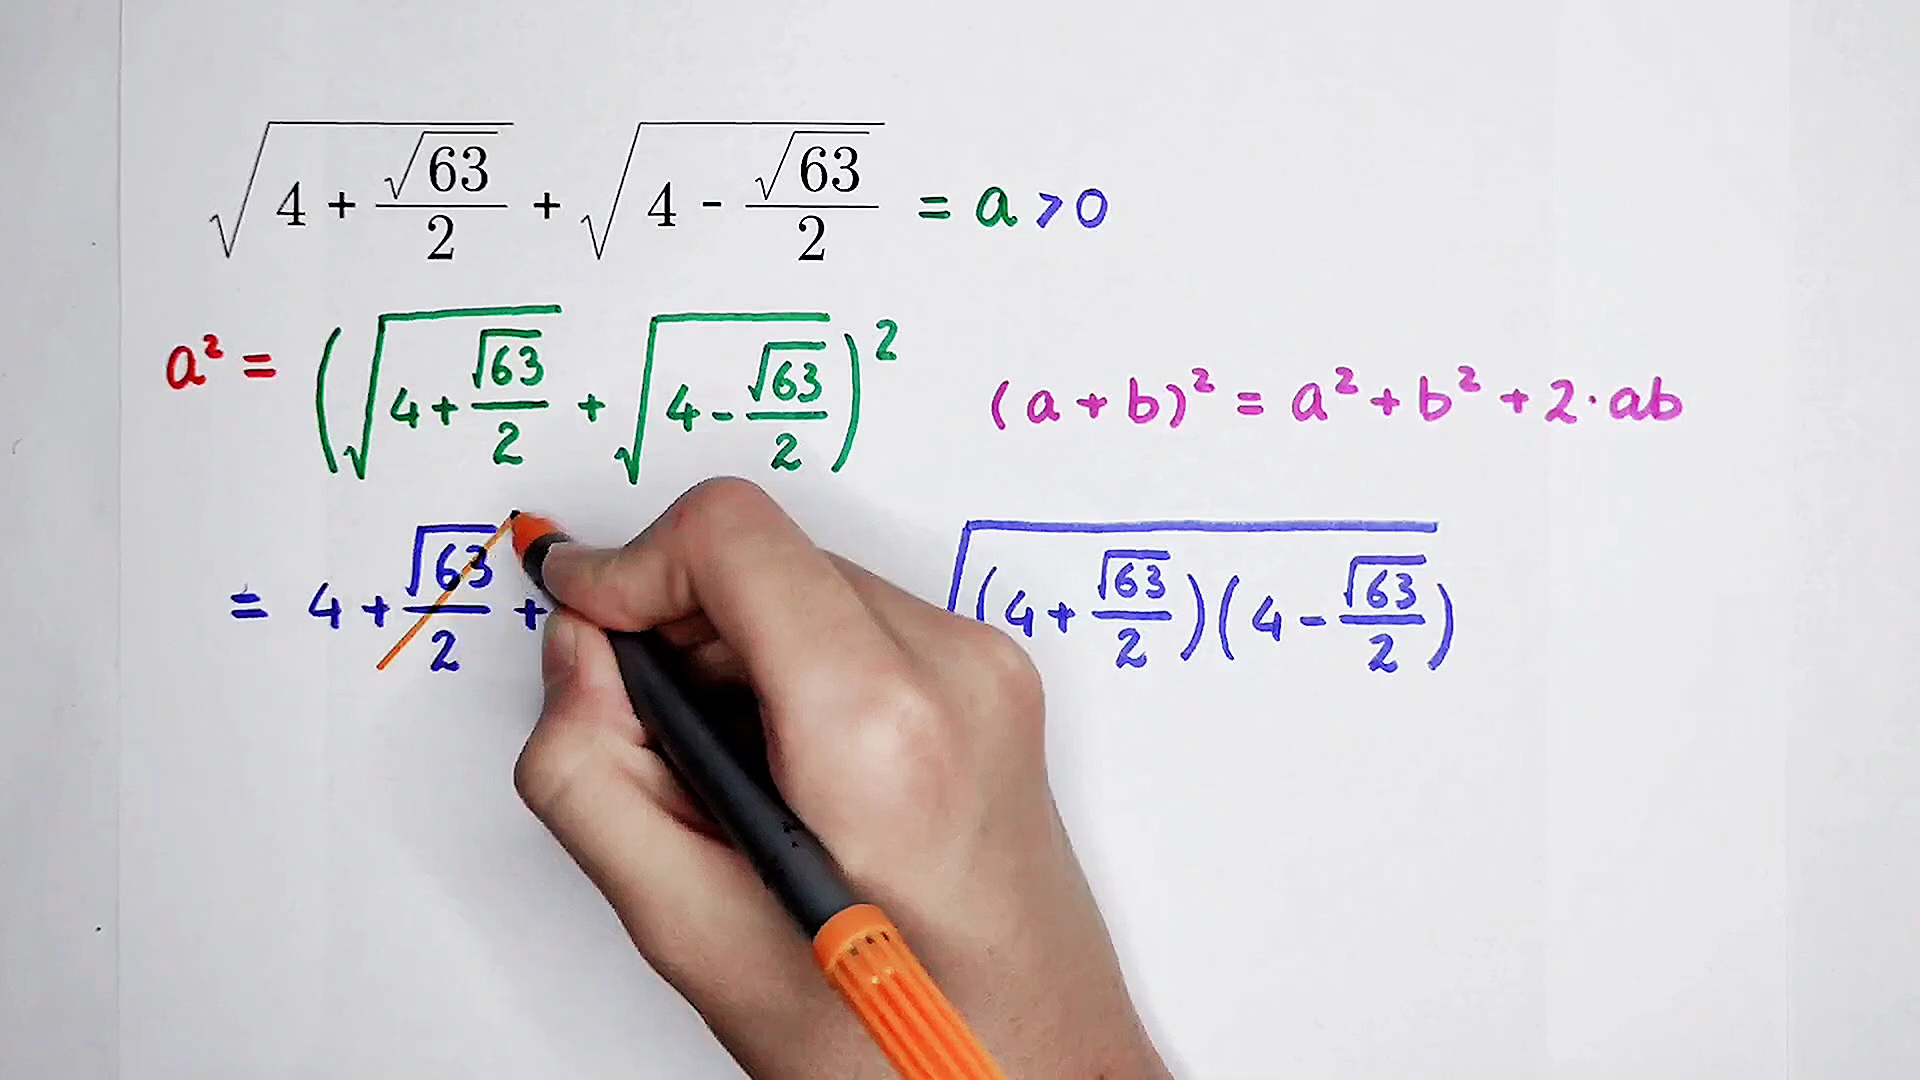 √(4 + √63/2) + √(4 - √63/2) = a > 0
a² = (√(4 + √63/2) + √(4 - √63/2))²
(a + b)² = a² + b² + 2·ab
= 4 + √63/2 + √((4 + √63/2)(4 - √63/2))